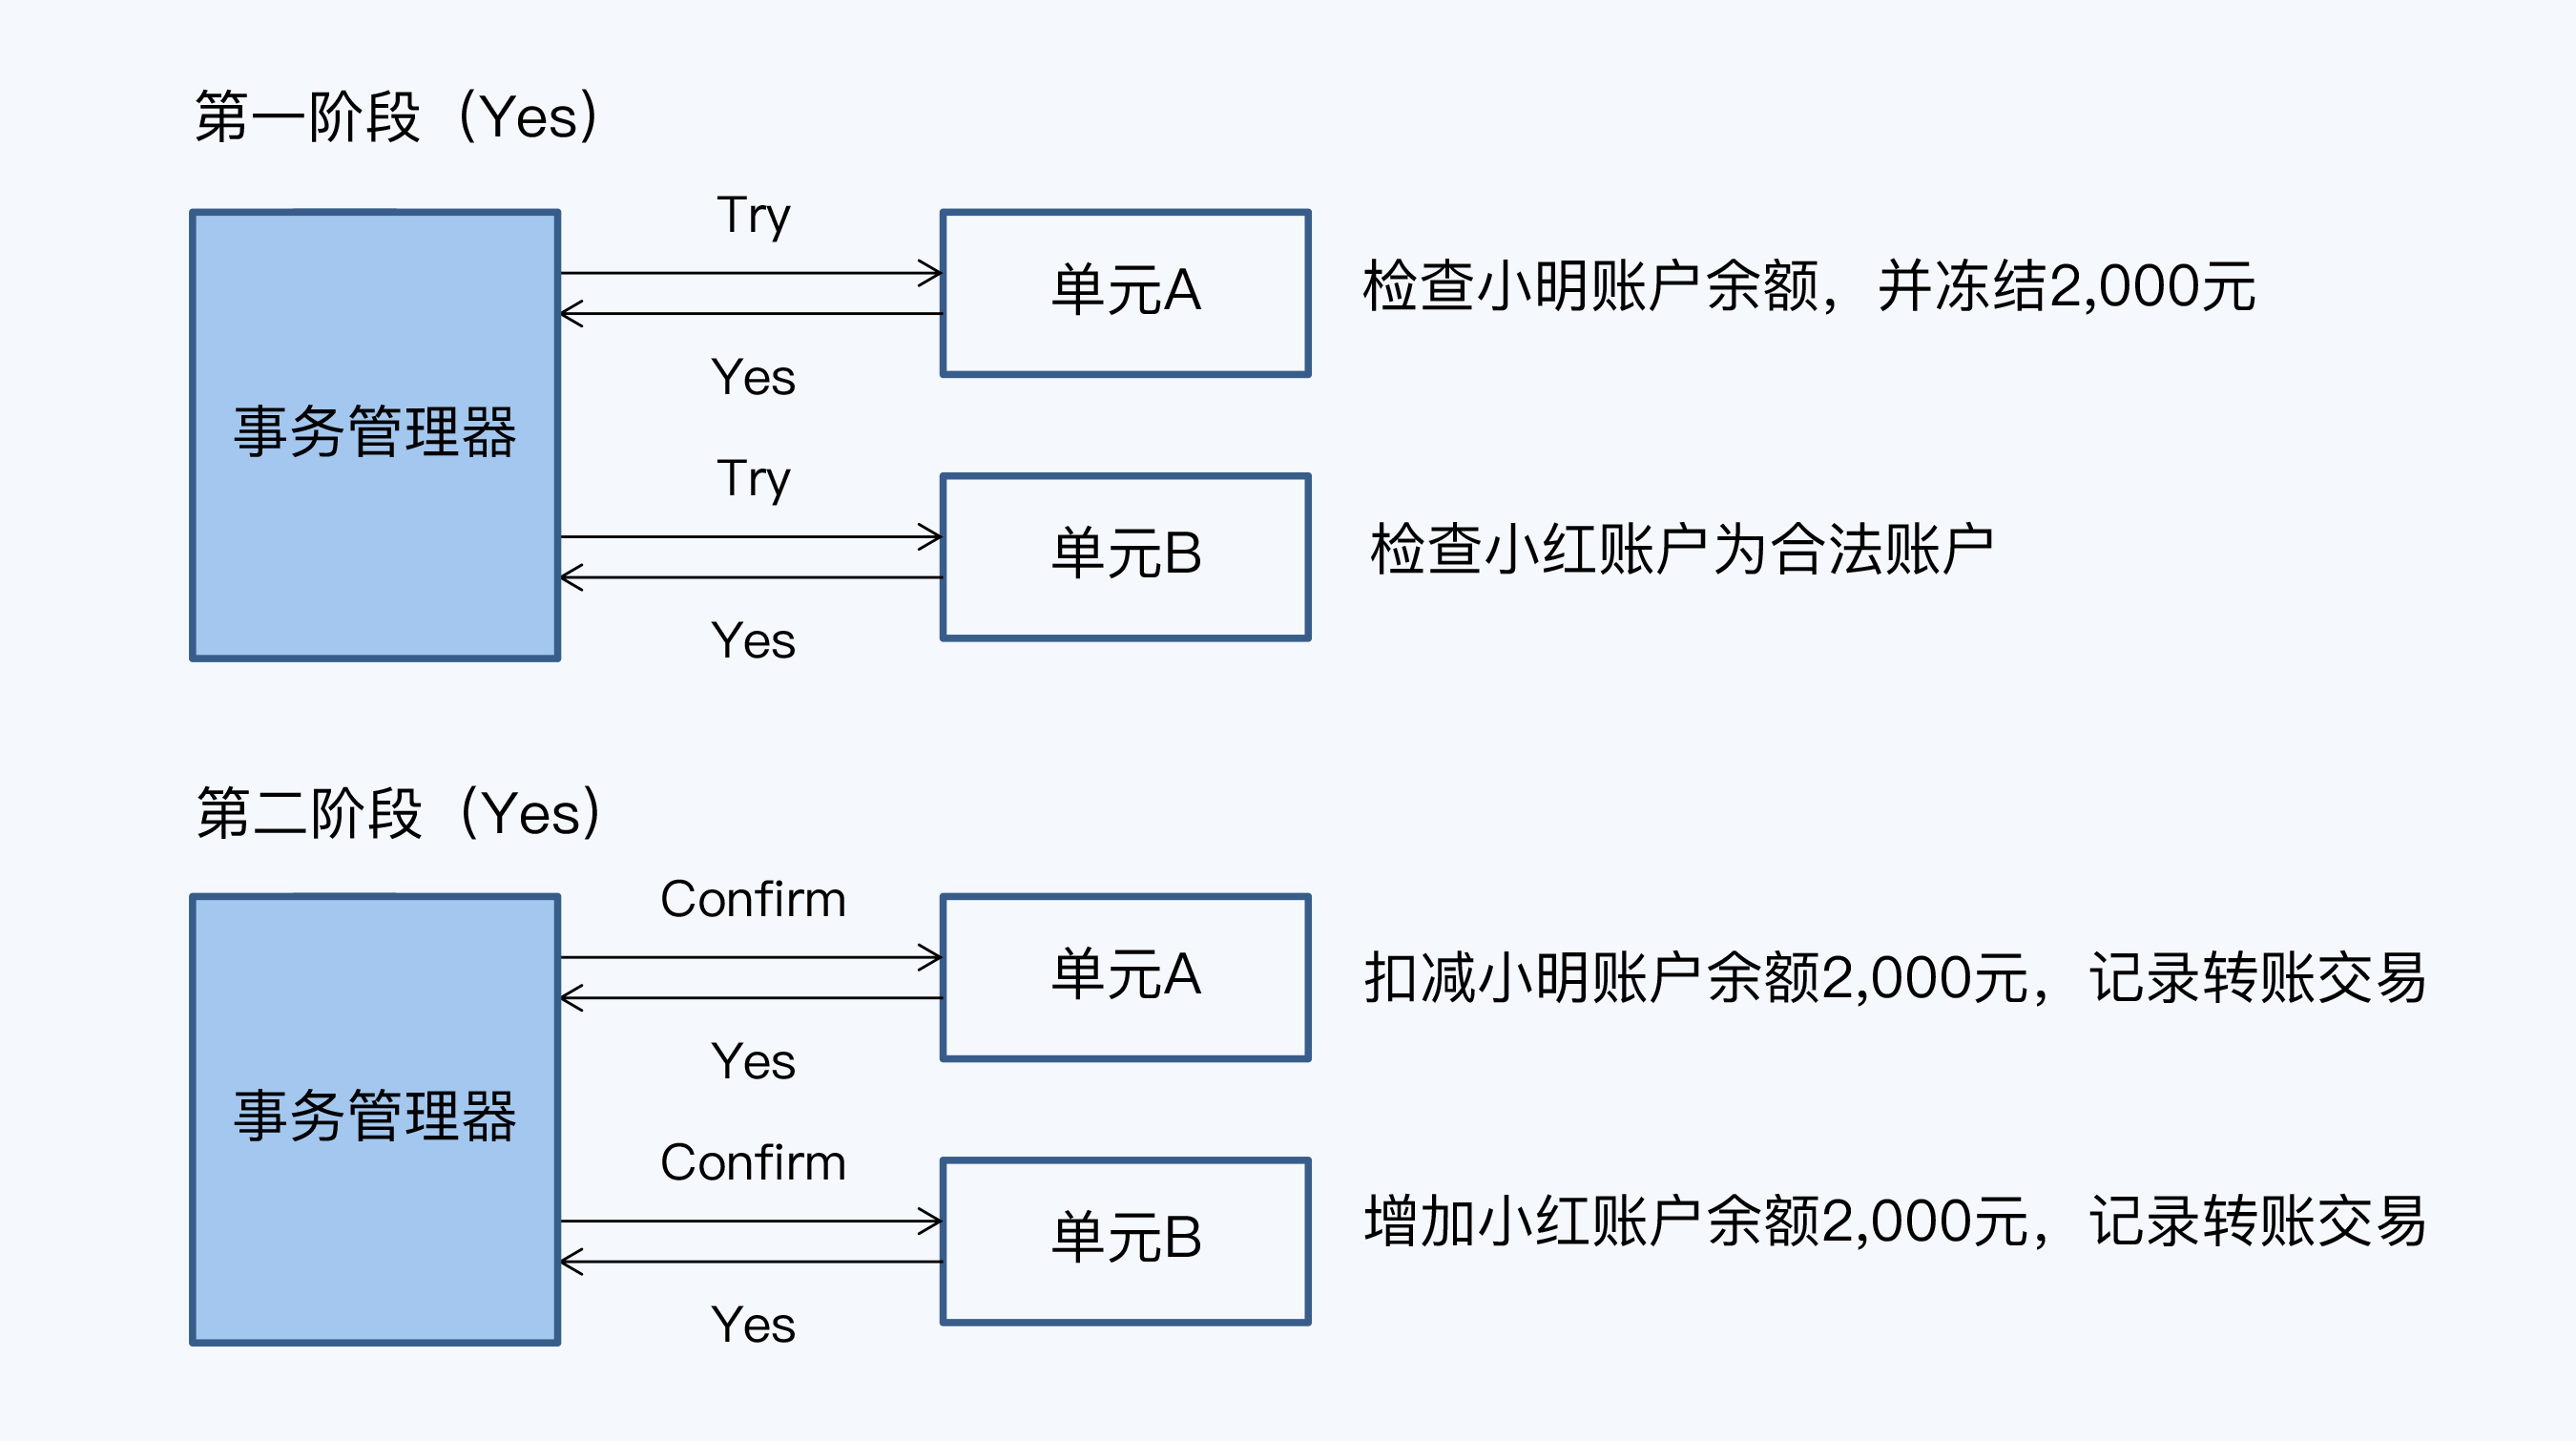 第一阶段（Yes）
Try
单元A
检查小明账户余额，并冻结2,000元
Yes
事务管理器
Try
单元B
检查小红账户为合法账户
Yes
第二阶段（Yes）
Confirm
单元A
扣减小明账户余额2,000元，记录转账交易
Yes
事务管理器
Confirm
单元B
增加小红账户余额2,000元，记录转账交易
Yes